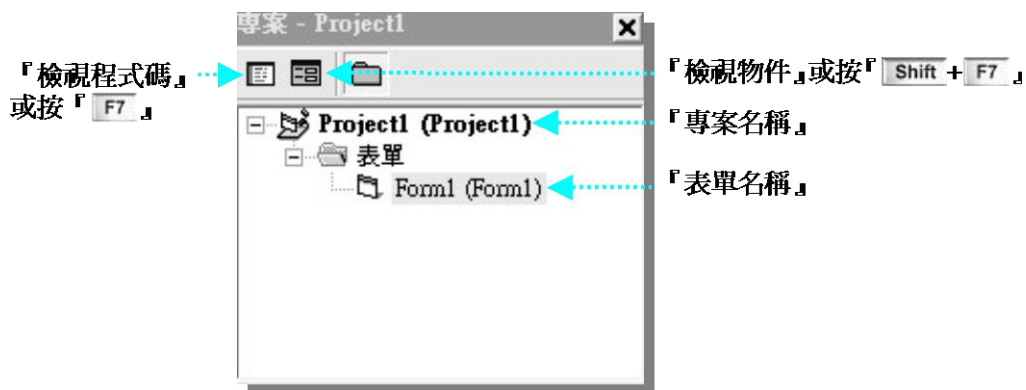 專案 - Project1
『檢視程式碼』
或按『 F7 』
『檢視物件』或按『 Shift + F7 』
Project1 (Project1)
『專案名稱』
表單
Form1 (Form1)
『表單名稱』